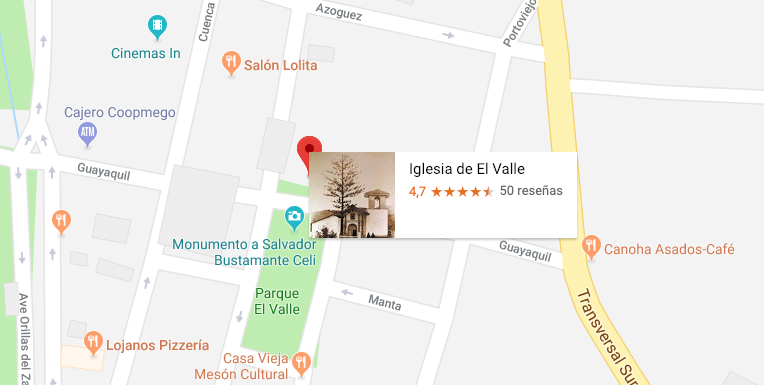 Azoguez
Cuenca
Portoviejo
Cinemas In
Salón Lolita
Cajero Coopmego
ATM
Guayaquil
Iglesia de El Valle
4,7
50 reseñas
Monumento a Salvador
Bustamante Celi
Guayaquil
Canoha Asados-Café
Parque
El Valle
Manta
Ave Orillas del Za
Transversal Sur
Lojanos Pizzería
Casa Vieja
Mesón Cultural